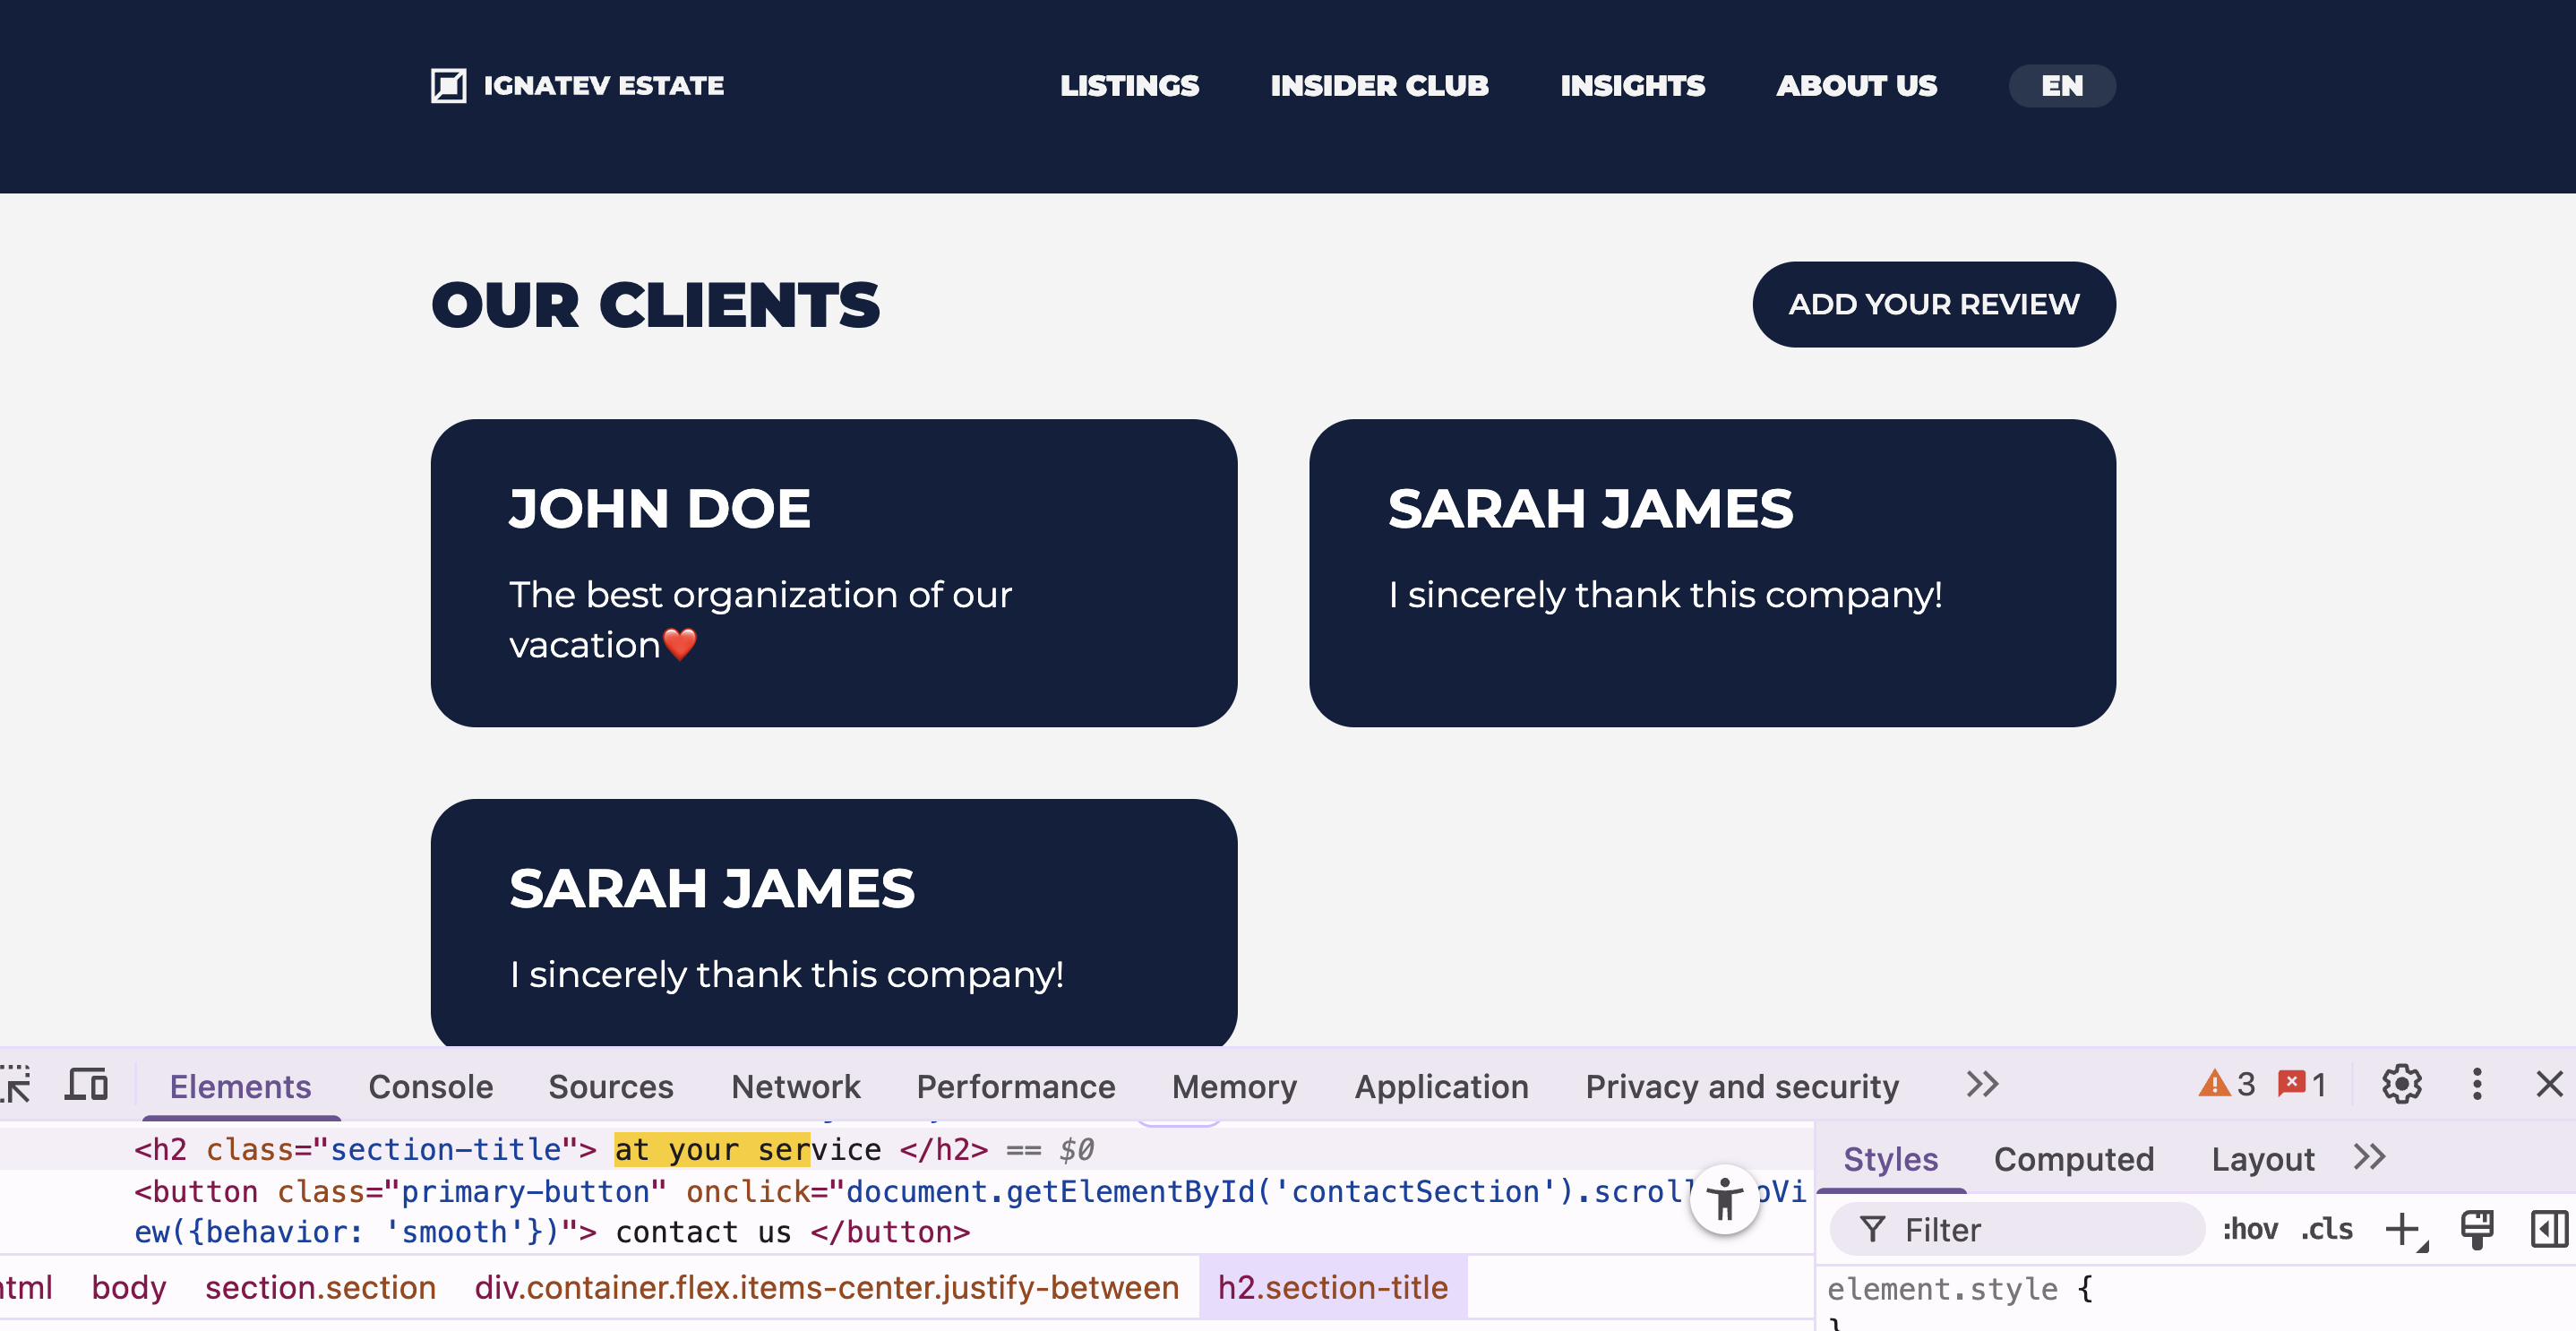 IGNATEV ESTATE
LISTINGS INSIDER CLUB INSIGHTS ABOUT US EN
OUR CLIENTS
ADD YOUR REVIEW
JOHN DOE
The best organization of our
vacation❤️
SARAH JAMES
I sincerely thank this company!
SARAH JAMES
I sincerely thank this company!
Elements Console Sources Network Performance Memory Application Privacy and security 3 1
<h2 class="section-title"> at your service </h2> == $0
<button class="primary-button" onclick="document.getElementById('contactSection').scroll oVi
ew({behavior: 'smooth'})"> contact us </button>
html body section.section div.container.flex.items-center.justify-between h2.section-title
Styles Computed Layout
Filter :hov .cls
element.style {
}